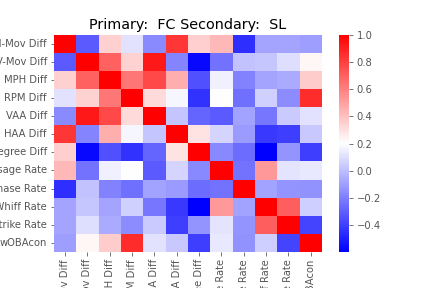 Primary:  FC Secondary:  SL
-Mov Diff
-Mov Diff
MPH Diff
RPM Diff
VAA Diff
HAA Diff
egree Diff
sage Rate
hase Rate
Whiff Rate
trike Rate
wOBAcon
v Diff
ov Diff
H Diff
M Diff
A Diff
A Diff
e Diff
e Rate
e Rate
ff Rate
e Rate
BAcon
1.0
0.8
0.6
0.4
0.2
0.0
−0.2
−0.4